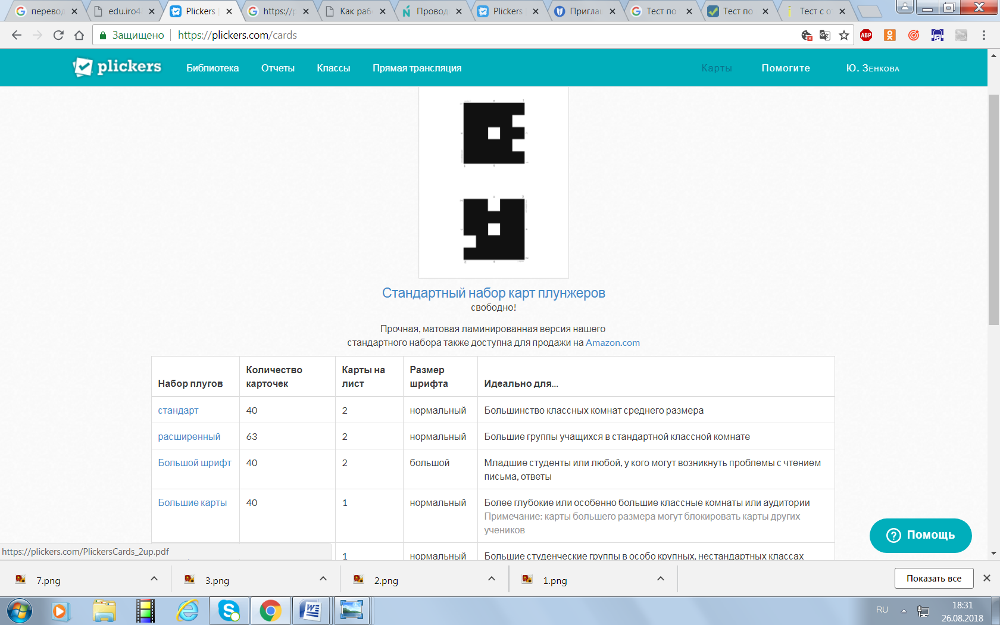 перевод
edu.iro4
Plickers
https://p
Как раб
Провод
Plickers
Пригла
Тест по
Тест по
Тест с о
Защищено
https://plickers.com/cards
ABP
plickers
Библиотека
Отчеты
Классы
Прямая трансляция
Карты
Помогите
Ю. Зенкова
Стандартный набор карт плунжеров
свободно!
Прочная, матовая ламинированная версия нашего
стандартного набора также доступна для продажи на Amazon.com
Набор плугов
Количество
карточек
Карты на
лист
Размер
шрифта
Идеально для...
стандарт
40
2
нормальный
Большинство классных комнат среднего размера
расширенный
63
2
нормальный
Большие группы учащихся в стандартной классной комнате
Большой шрифт
40
2
большой
Младшие студенты или любой, у кого могут возникнуть проблемы с чтением
письма, ответы
Большие карты
40
1
нормальный
Более глубокие или особенно большие классные комнаты или аудитории
Примечание: карты большего размера могут блокировать карты других
учеников
1
нормальный
Большие студенческие группы в особо крупных, нестандартных классах
Помощь
https://plickers.com/PlickersCards_2up.pdf
7.png
3.png
2.png
1.png
Показать все
RU
18:31
26.08.2018